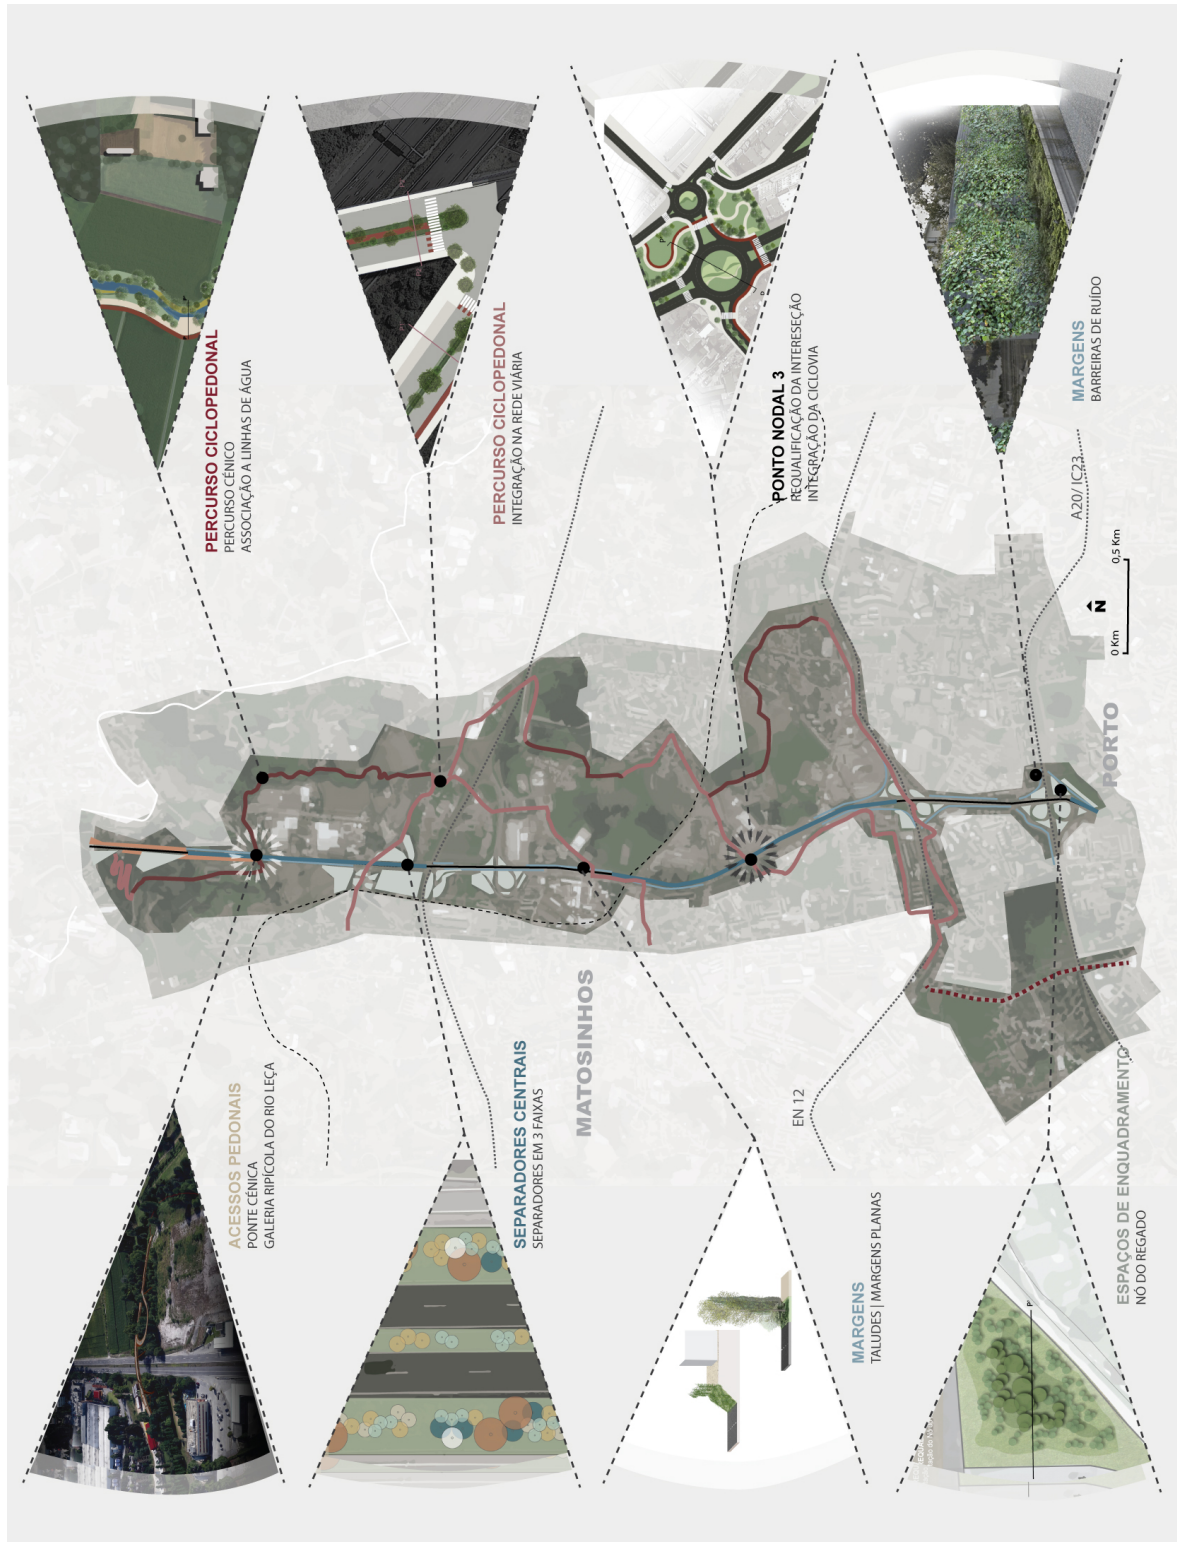 PERCURSO CICLOPEDONAL
PERCURSO CÉNICO
ASSOCIAÇÃO A LINHAS DE ÁGUA
PERCURSO CICLOPEDONAL
INTEGRAÇÃO NA REDE VIÁRIA
PONTO NODAL 3
REQUALIFICAÇÃO DA INTERESEÇÃO
INTEGRAÇÃO DA CICLOVIA
MARGENS
BARREIRAS DE RUÍDO
A20/ IC23
N
0 Km
0,5 Km
PORTO
MATOSINHOS
EN 12
ACESSOS PEDONAIS
PONTE CÉNICA
GALERIA RIPÍCOLA DO RIO LEÇA
SEPARADORES CENTRAIS
SEPARADORES EM 3 FAIXAS
MARGENS
TALUDES | MARGENS PLANAS
ESPAÇOS DE ENQUADRAMENTO
NÓ DO REGADO